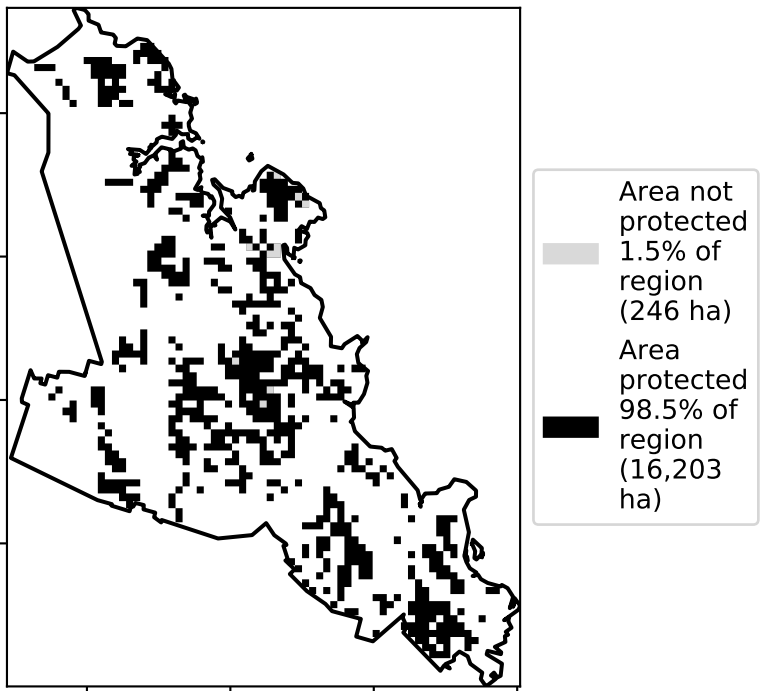 Area not
protected
1.5% of
region
(246 ha)
Area
protected
98.5% of
region
(16,203
ha)